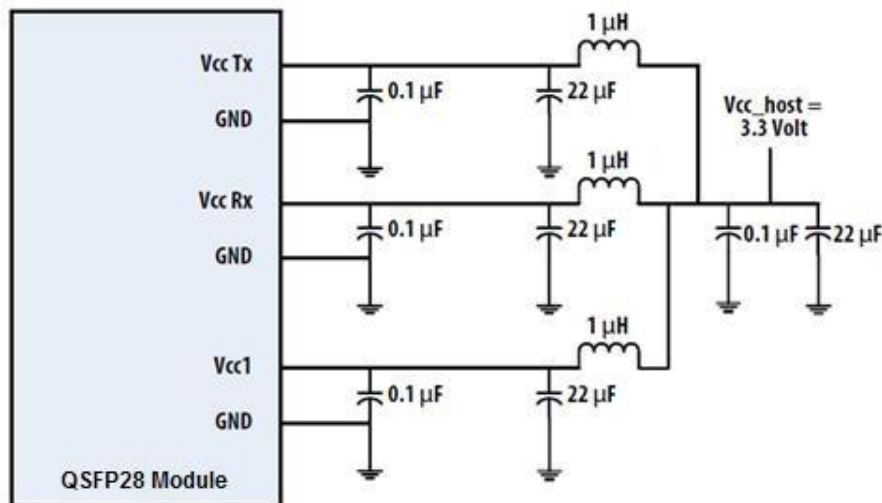 1 μH
Vcc Tx
0.1 μF
22 μF
GND
Vcc_host =
3.3 Volt
1 μH
Vcc Rx
0.1 μF
22 μF
0.1 μF
22 μF
GND
1 μH
Vcc1
0.1 μF
22 μF
GND
QSFP28 Module